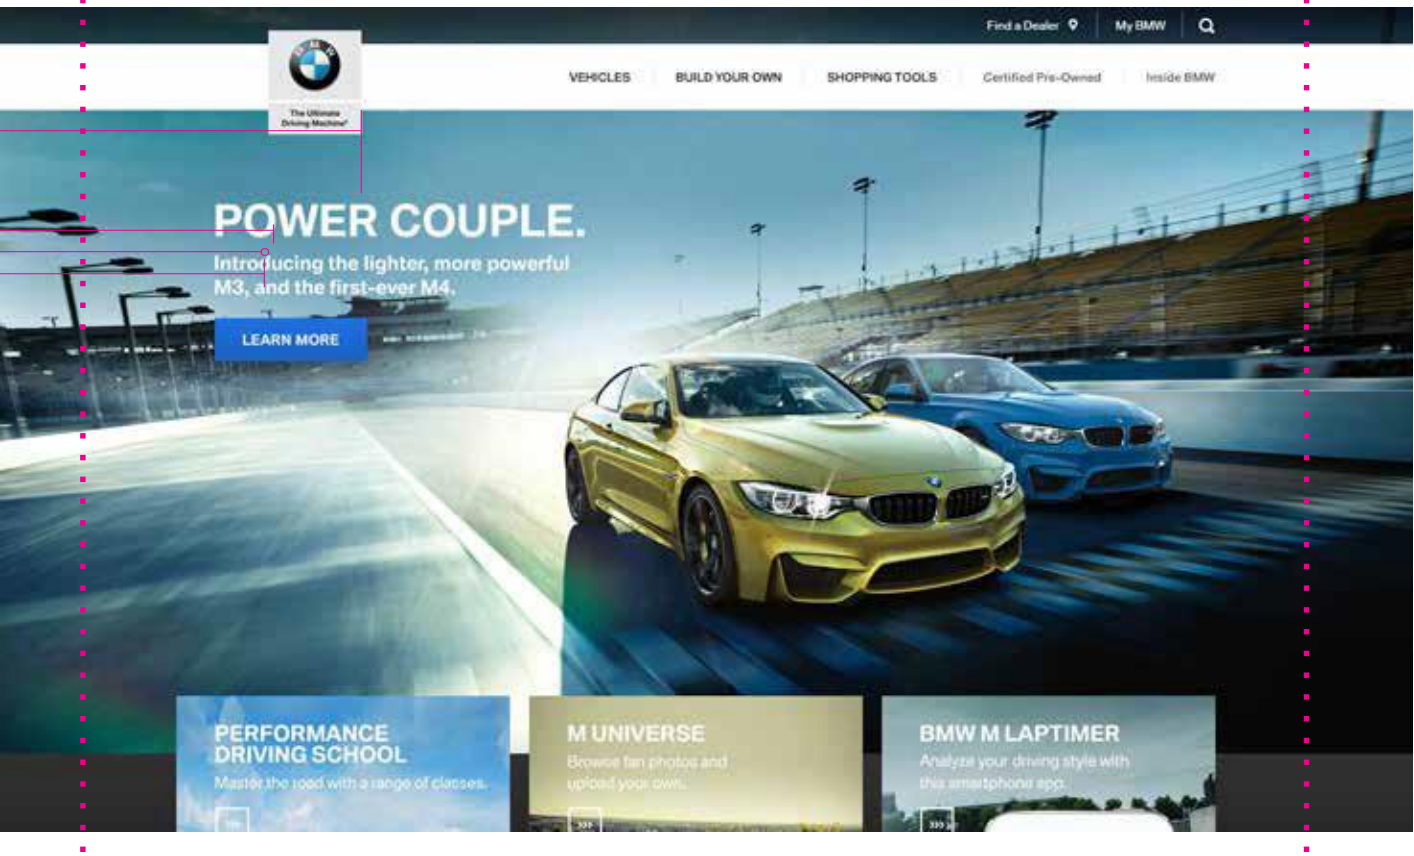 Find a Dealer
My BMW
The Ultimate
Driving Machine®
VEHICLES
BUILD YOUR OWN
SHOPPING TOOLS
Certified Pre-Owned
Inside BMW
POWER COUPLE.
Introducing the lighter, more powerful
M3, and the first-ever M4.
LEARN MORE
PERFORMANCE
DRIVING SCHOOL
Master the road with a range of classes.
M UNIVERSE
Browse fan photos and
upload your own.
BMW M LAPTIMER
Analyze your driving style with
this smartphone app.